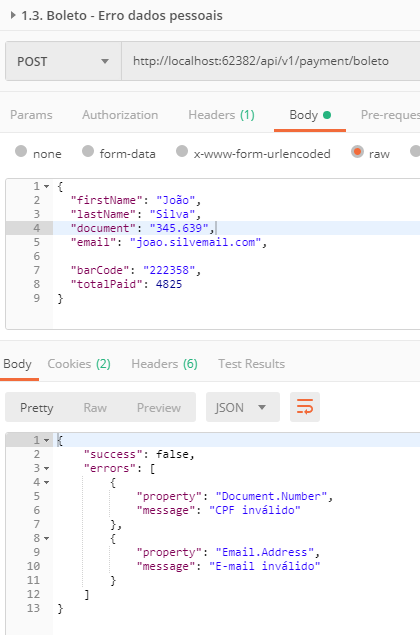 1.3. Boleto - Erro dados pessoais
POST http://localhost:62382/api/v1/payment/boleto
Params Authorization Headers (1) Body Pre-reques
none form-data x-www-form-urlencoded raw
1 {
2 "firstName": "João",
3 "lastName": "Silva",
4 "document": "345.639",
5 "email": "joao.silvemail.com",
6
7 "barCode": "222358",
8 "totalPaid": 4825
9 }
Body Cookies (2) Headers (6) Test Results
Pretty Raw Preview JSON
1 {
2 "success": false,
3 "errors": [
4 {
5 "property": "Document.Number",
6 "message": "CPF inválido"
7 },
8 {
9 "property": "Email.Address",
10 "message": "E-mail inválido"
11 }
12 ]
13 }